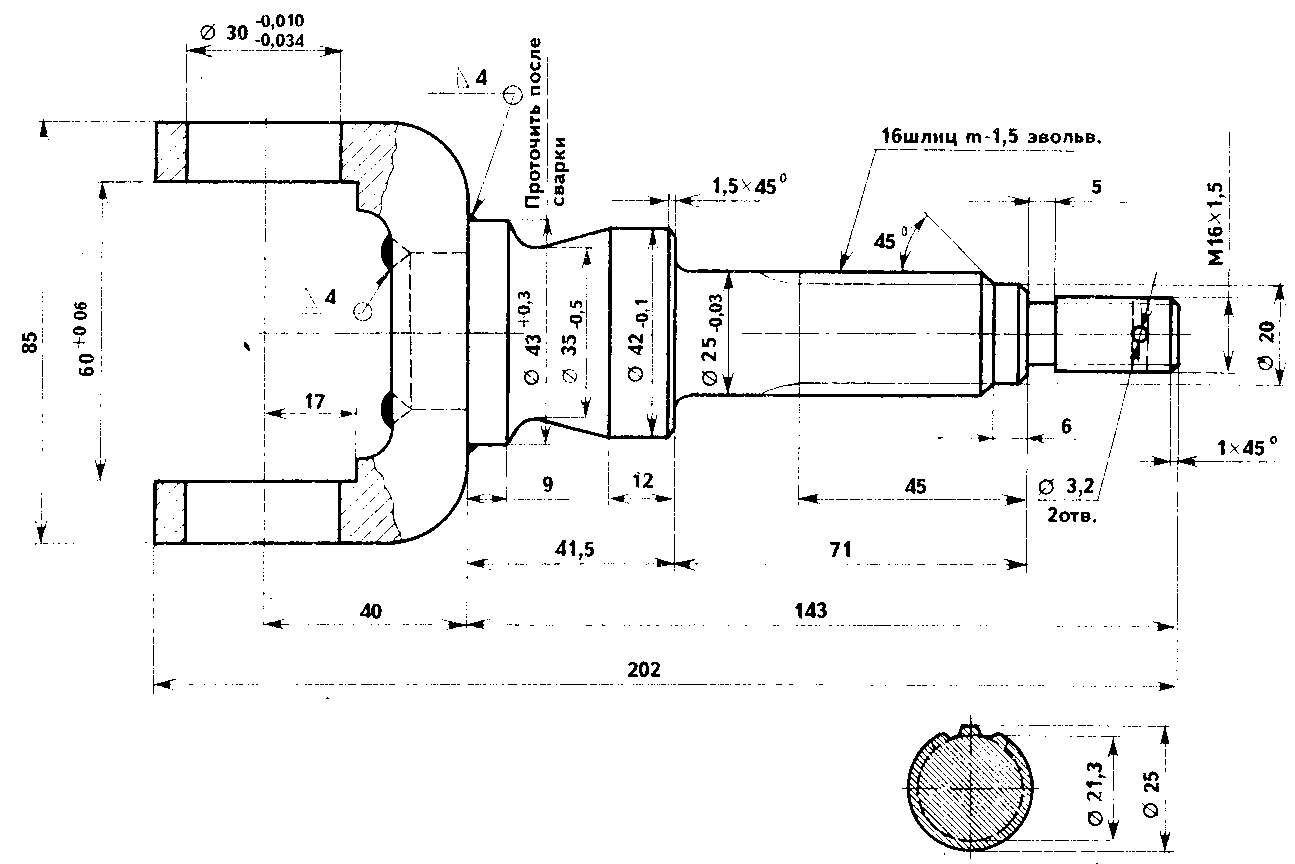 ⌀ 30 -0,010
-0,034
4
Проточить после
сварки
16шлиц m-1,5 эвольв.
1,5×45°
5
М16×1,5
45°
4
85
60 +0,06
17
⌀ 43 +0,3
⌀ 35 -0,5
⌀ 42 -0,1
⌀ 25 -0,03
⌀ 20
6
1×45°
9
12
45
⌀ 3,2
2отв.
41,5
71
40
143
202
⌀ 21,3
⌀ 25